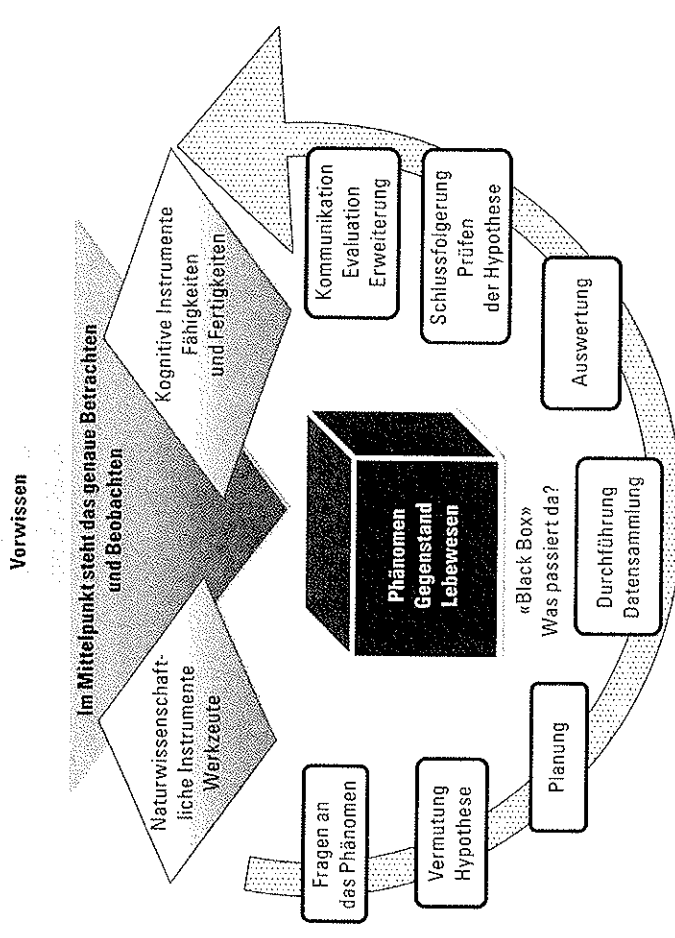 Vorwissen
Im Mittelpunkt steht das genaue Betrachten
und Beobachten
Naturwissenschaft-
liche Instrumente
Werkzeute
Kognitive Instrumente
Fähigkeiten
und Fertigkeiten
Phänomen
Gegenstand
Lebewesen
«Black Box»
Was passiert da?
Fragen an
das Phänomen
Vermutung
Hypothese
Planung
Durchführung
Datensammlung
Auswertung
Schlussfolgerung
Prüfen
der Hypothese
Kommunikation
Evaluation
Erweiterung